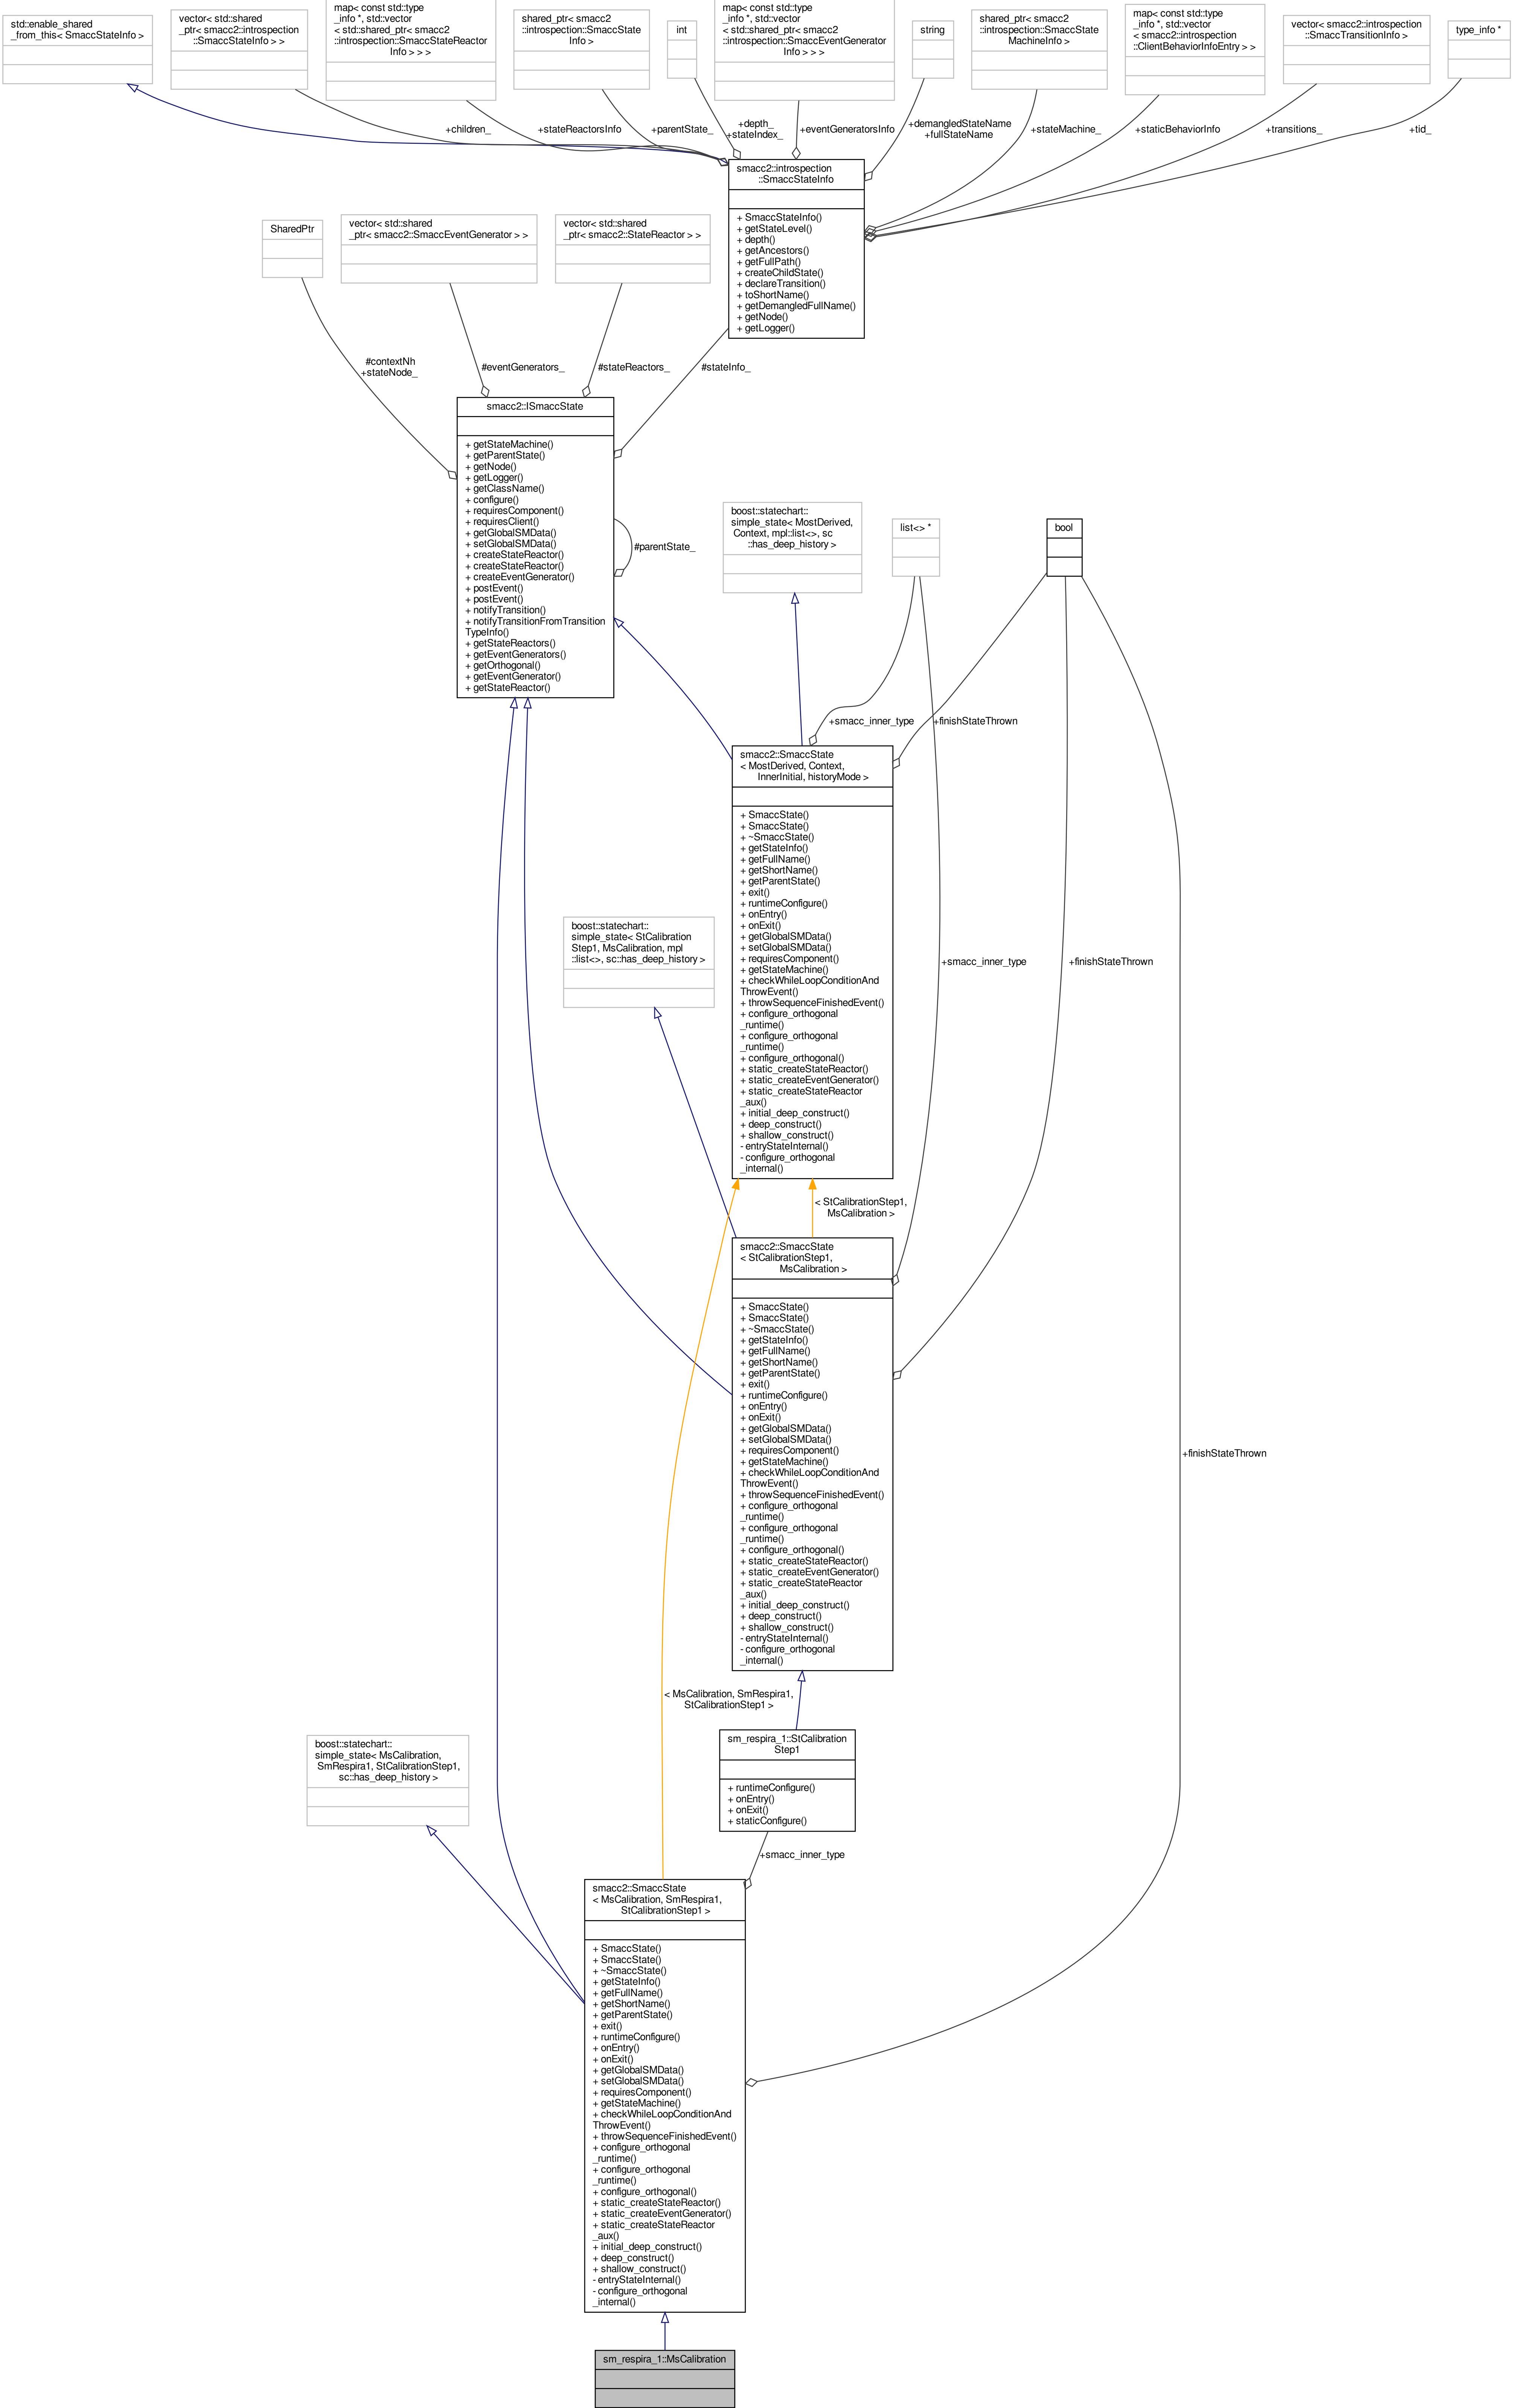 std::enable_shared
_from_this< SmaccStateInfo >
vector< std::shared
_ptr< smacc2::introspection
::SmaccStateInfo > >
map< const std::type
_info *, std::vector
< std::shared_ptr< smacc2
::introspection::SmaccStateReactor
Info > > >
shared_ptr< smacc2
::introspection::SmaccState
Info >
int
map< const std::type
_info *, std::vector
< std::shared_ptr< smacc2
::introspection::SmaccEventGenerator
Info > > >
string
shared_ptr< smacc2
::introspection::SmaccState
MachineInfo >
map< const std::type
_info *, std::vector
< smacc2::introspection
::ClientBehaviorInfoEntry > >
vector< smacc2::introspection
::SmaccTransitionInfo >
type_info *
+children_
+stateReactorsInfo
+parentState_
+depth_
+stateIndex_
+eventGeneratorsInfo
+demangledStateName
+fullStateName
+stateMachine_
+staticBehaviorInfo
+transitions_
+tid_
smacc2::introspection
::SmaccStateInfo
+ SmaccStateInfo()
+ getStateLevel()
+ depth()
+ getAncestors()
+ getFullPath()
+ createChildState()
+ declareTransition()
+ toShortName()
+ getDemangledFullName()
+ getNode()
+ getLogger()
SharedPtr
vector< std::shared
_ptr< smacc2::SmaccEventGenerator > >
vector< std::shared
_ptr< smacc2::StateReactor > >
#contextNh
+stateNode_
#eventGenerators_
#stateReactors_
#stateInfo_
smacc2::ISmaccState
+ getStateMachine()
+ getParentState()
+ getNode()
+ getLogger()
+ getClassName()
+ configure()
+ requiresComponent()
+ requiresClient()
+ getGlobalSMData()
+ setGlobalSMData()
+ createStateReactor()
+ createStateReactor()
+ createEventGenerator()
+ postEvent()
+ postEvent()
+ notifyTransition()
+ notifyTransitionFromTransition
TypeInfo()
+ getStateReactors()
+ getEventGenerators()
+ getOrthogonal()
+ getEventGenerator()
+ getStateReactor()
#parentState_
boost::statechart::
simple_state< MostDerived,
Context, mpl::list<>, sc
::has_deep_history >
list<> *
bool
+smacc_inner_type
+finishStateThrown
smacc2::SmaccState
< MostDerived, Context,
InnerInitial, historyMode >
+ SmaccState()
+ SmaccState()
+ ~SmaccState()
+ getStateInfo()
+ getFullName()
+ getShortName()
+ getParentState()
+ exit()
+ runtimeConfigure()
+ onEntry()
+ onExit()
+ getGlobalSMData()
+ setGlobalSMData()
+ requiresComponent()
+ getStateMachine()
+ checkWhileLoopConditionAnd
ThrowEvent()
+ throwSequenceFinishedEvent()
+ configure_orthogonal
_runtime()
+ configure_orthogonal
_runtime()
+ configure_orthogonal()
+ static_createStateReactor()
+ static_createEventGenerator()
+ static_createStateReactor
_aux()
+ initial_deep_construct()
+ deep_construct()
+ shallow_construct()
- entryStateInternal()
- configure_orthogonal
_internal()
boost::statechart::
simple_state< StCalibration
Step1, MsCalibration, mpl
::list<>, sc::has_deep_history >
+smacc_inner_type
+finishStateThrown
< StCalibrationStep1,
MsCalibration >
smacc2::SmaccState
< StCalibrationStep1,
MsCalibration >
+ SmaccState()
+ SmaccState()
+ ~SmaccState()
+ getStateInfo()
+ getFullName()
+ getShortName()
+ getParentState()
+ exit()
+ runtimeConfigure()
+ onEntry()
+ onExit()
+ getGlobalSMData()
+ setGlobalSMData()
+ requiresComponent()
+ getStateMachine()
+ checkWhileLoopConditionAnd
ThrowEvent()
+ throwSequenceFinishedEvent()
+ configure_orthogonal
_runtime()
+ configure_orthogonal
_runtime()
+ configure_orthogonal()
+ static_createStateReactor()
+ static_createEventGenerator()
+ static_createStateReactor
_aux()
+ initial_deep_construct()
+ deep_construct()
+ shallow_construct()
- entryStateInternal()
- configure_orthogonal
_internal()
+finishStateThrown
< MsCalibration, SmRespira1,
StCalibrationStep1 >
sm_respira_1::StCalibration
Step1
+ runtimeConfigure()
+ onEntry()
+ onExit()
+ staticConfigure()
boost::statechart::
simple_state< MsCalibration,
SmRespira1, StCalibrationStep1,
sc::has_deep_history >
+smacc_inner_type
smacc2::SmaccState
< MsCalibration, SmRespira1,
StCalibrationStep1 >
+ SmaccState()
+ SmaccState()
+ ~SmaccState()
+ getStateInfo()
+ getFullName()
+ getShortName()
+ getParentState()
+ exit()
+ runtimeConfigure()
+ onEntry()
+ onExit()
+ getGlobalSMData()
+ setGlobalSMData()
+ requiresComponent()
+ getStateMachine()
+ checkWhileLoopConditionAnd
ThrowEvent()
+ throwSequenceFinishedEvent()
+ configure_orthogonal
_runtime()
+ configure_orthogonal
_runtime()
+ configure_orthogonal()
+ static_createStateReactor()
+ static_createEventGenerator()
+ static_createStateReactor
_aux()
+ initial_deep_construct()
+ deep_construct()
+ shallow_construct()
- entryStateInternal()
- configure_orthogonal
_internal()
sm_respira_1::MsCalibration